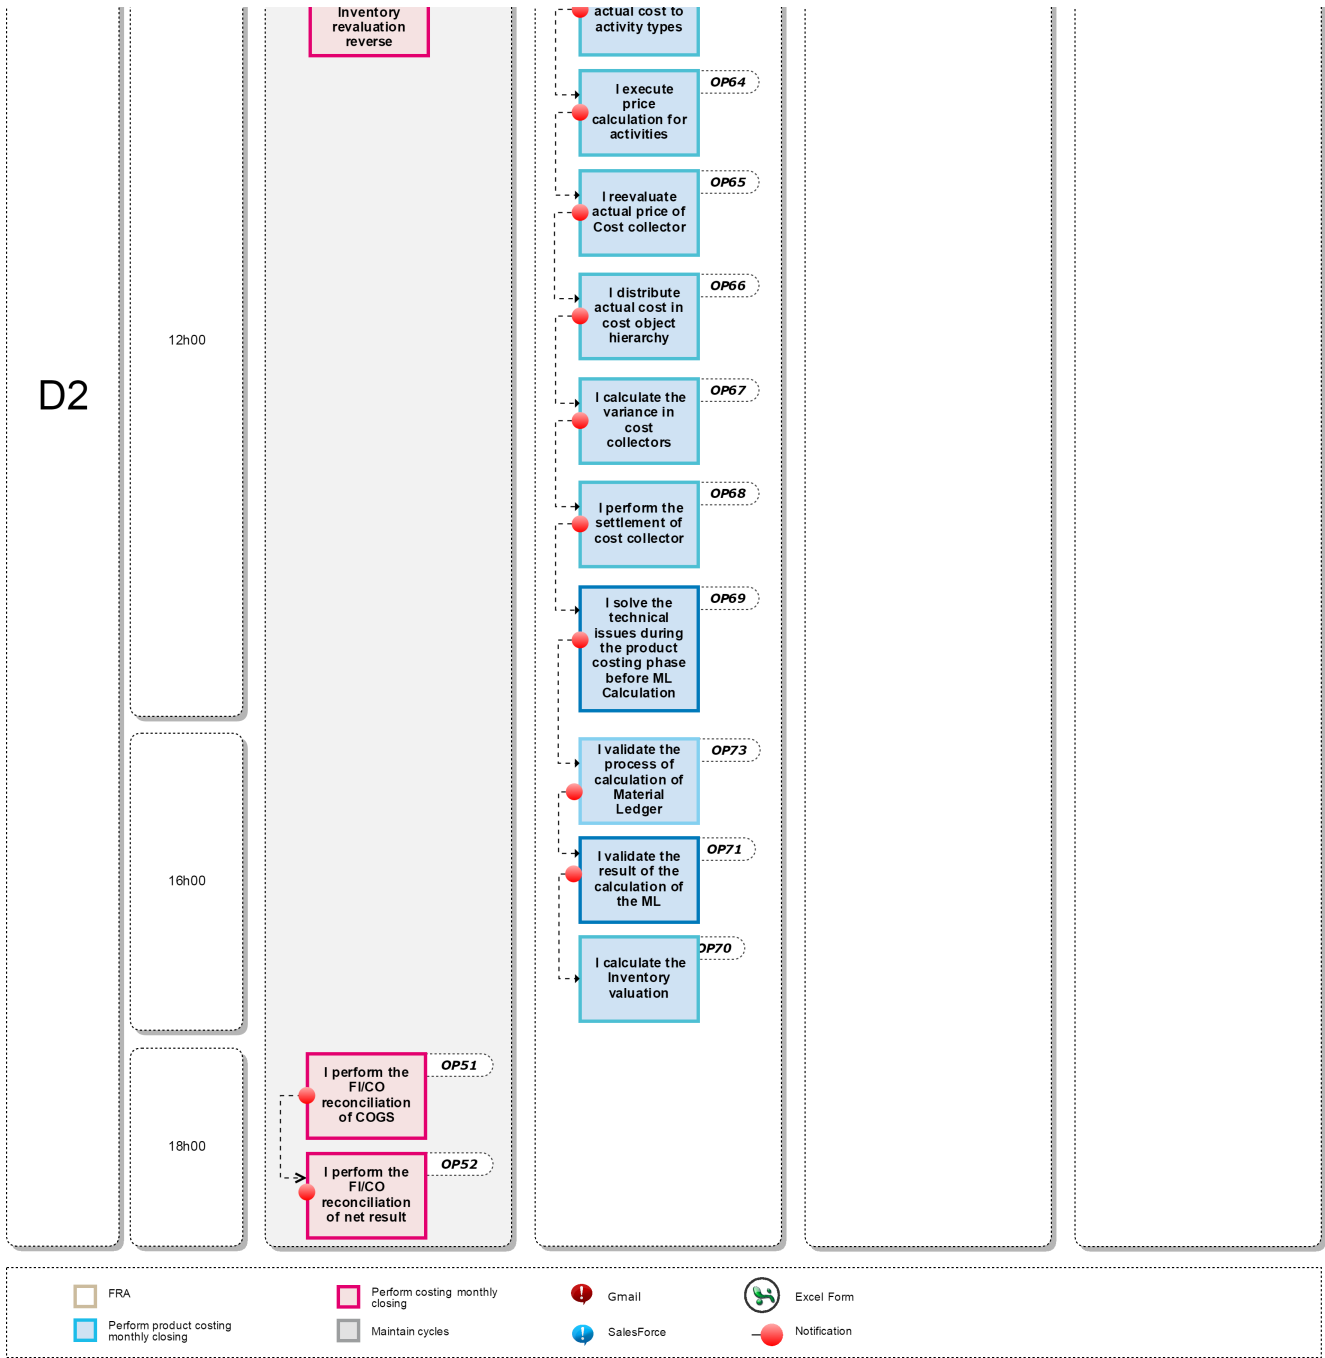 Inventory
revaluation
reverse
actual cost to
activity types
OP64
I execute
price
calculation for
activities
OP65
I reevaluate
actual price of
Cost collector
OP66
I distribute
actual cost in
cost object
hierarchy
12h00
D2
OP67
I calculate the
variance in
cost
collectors
OP68
I perform the
settlement of
cost collector
OP69
I solve the
technical
issues during
the product
costing phase
before ML
Calculation
OP73
I validate the
process of
calculation of
Material
Ledger
OP71
I validate the
result of the
calculation of
the ML
16h00
OP70
I calculate the
Inventory
valuation
OP51
I perform the
FI/CO
reconciliation
of COGS
18h00
OP52
I perform the
FI/CO
reconciliation
of net result
FRA
Perform costing monthly
closing
Gmail
Excel Form
Perform product costing
monthly closing
Maintain cycles
SalesForce
Notification